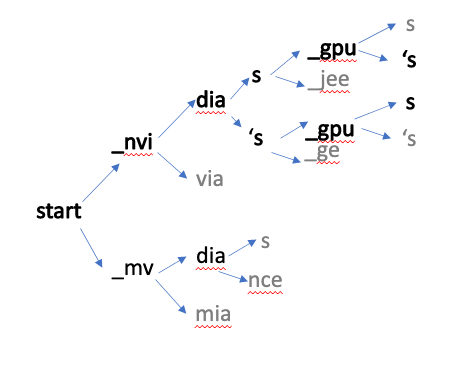 s
_gpu
's
s
_jee
dia
_gpu
s
's
_nvi
_ge
's
via
start
s
dia
_mv
nce
mia